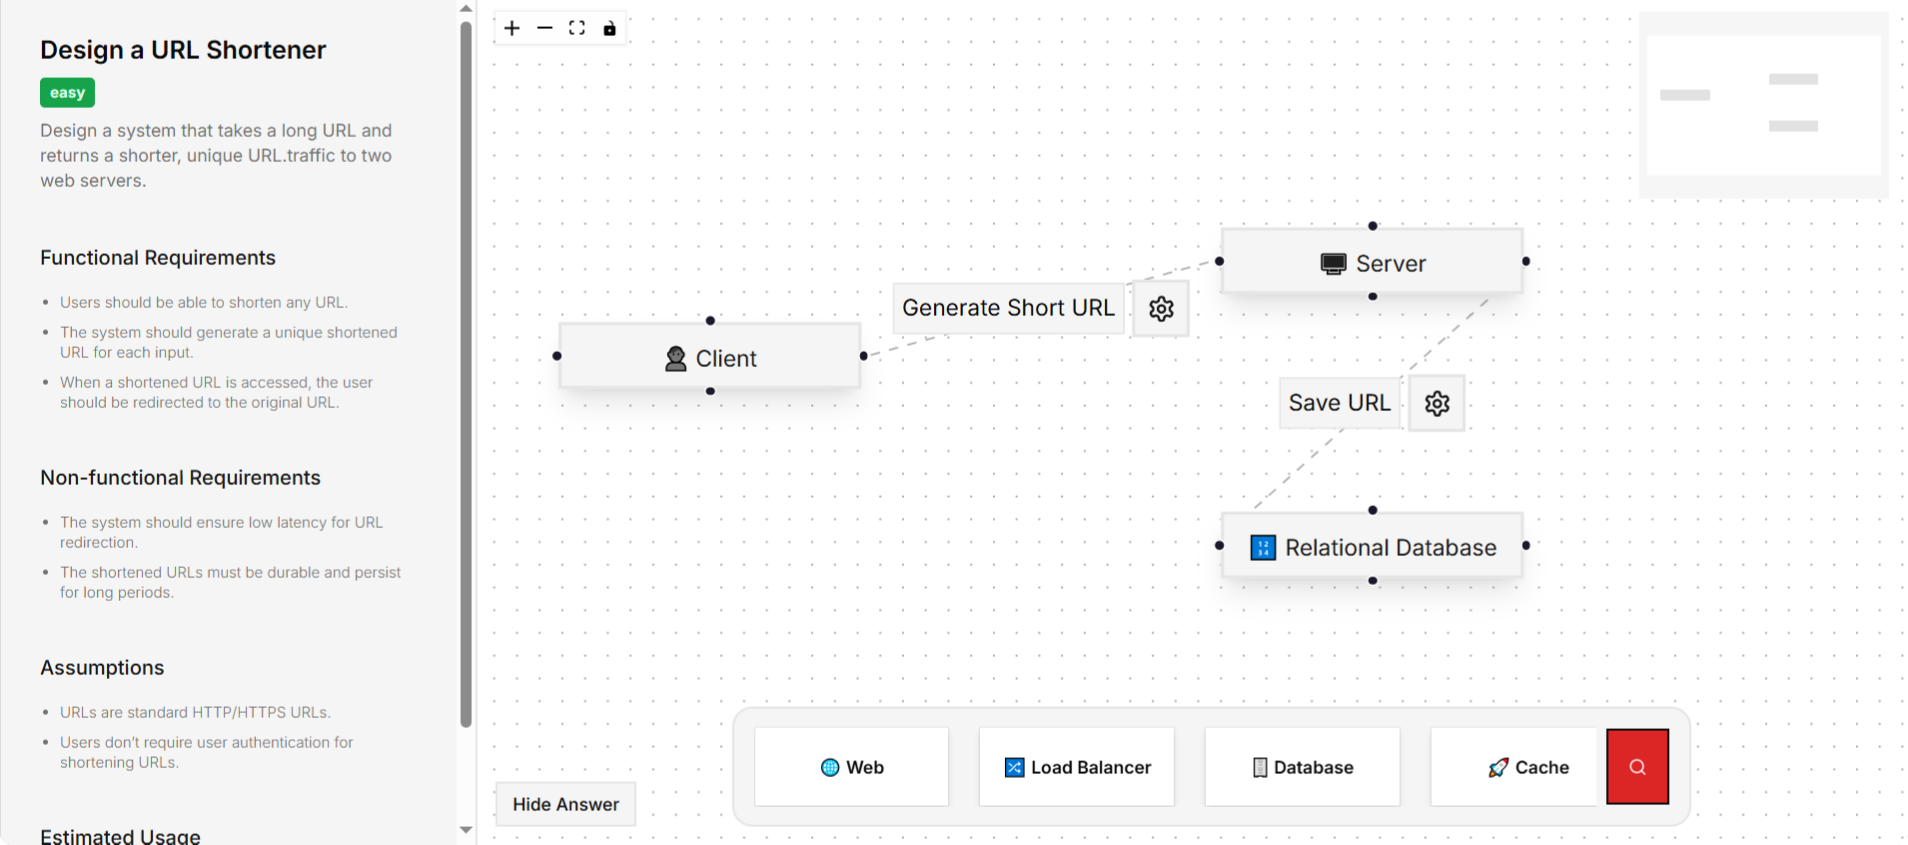 Design a URL Shortener
easy
Design a system that takes a long URL and
returns a shorter, unique URL.traffic to two
web servers.
Functional Requirements
Users should be able to shorten any URL.
The system should generate a unique shortened
URL for each input.
When a shortened URL is accessed, the user
should be redirected to the original URL.
Non-functional Requirements
The system should ensure low latency for URL
redirection.
The shortened URLs must be durable and persist
for long periods.
Assumptions
URLs are standard HTTP/HTTPS URLs.
Users don’t require user authentication for
shortening URLs.
Estimated Usage
Client
Generate Short URL
Server
Save URL
Relational Database
Hide Answer
Web
Load Balancer
Database
Cache